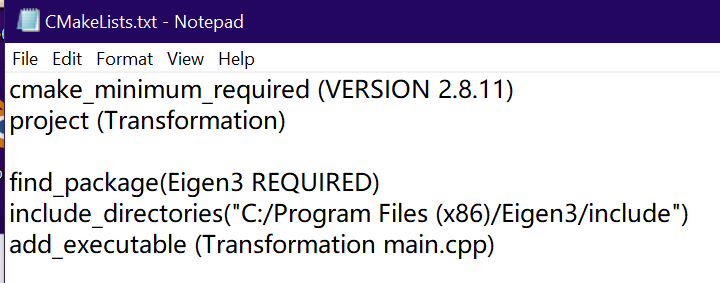 CMakeLists.txt - Notepad
File Edit Format View Help
cmake_minimum_required (VERSION 2.8.11)
project (Transformation)
find_package(Eigen3 REQUIRED)
include_directories("C:/Program Files (x86)/Eigen3/include")
add_executable (Transformation main.cpp)